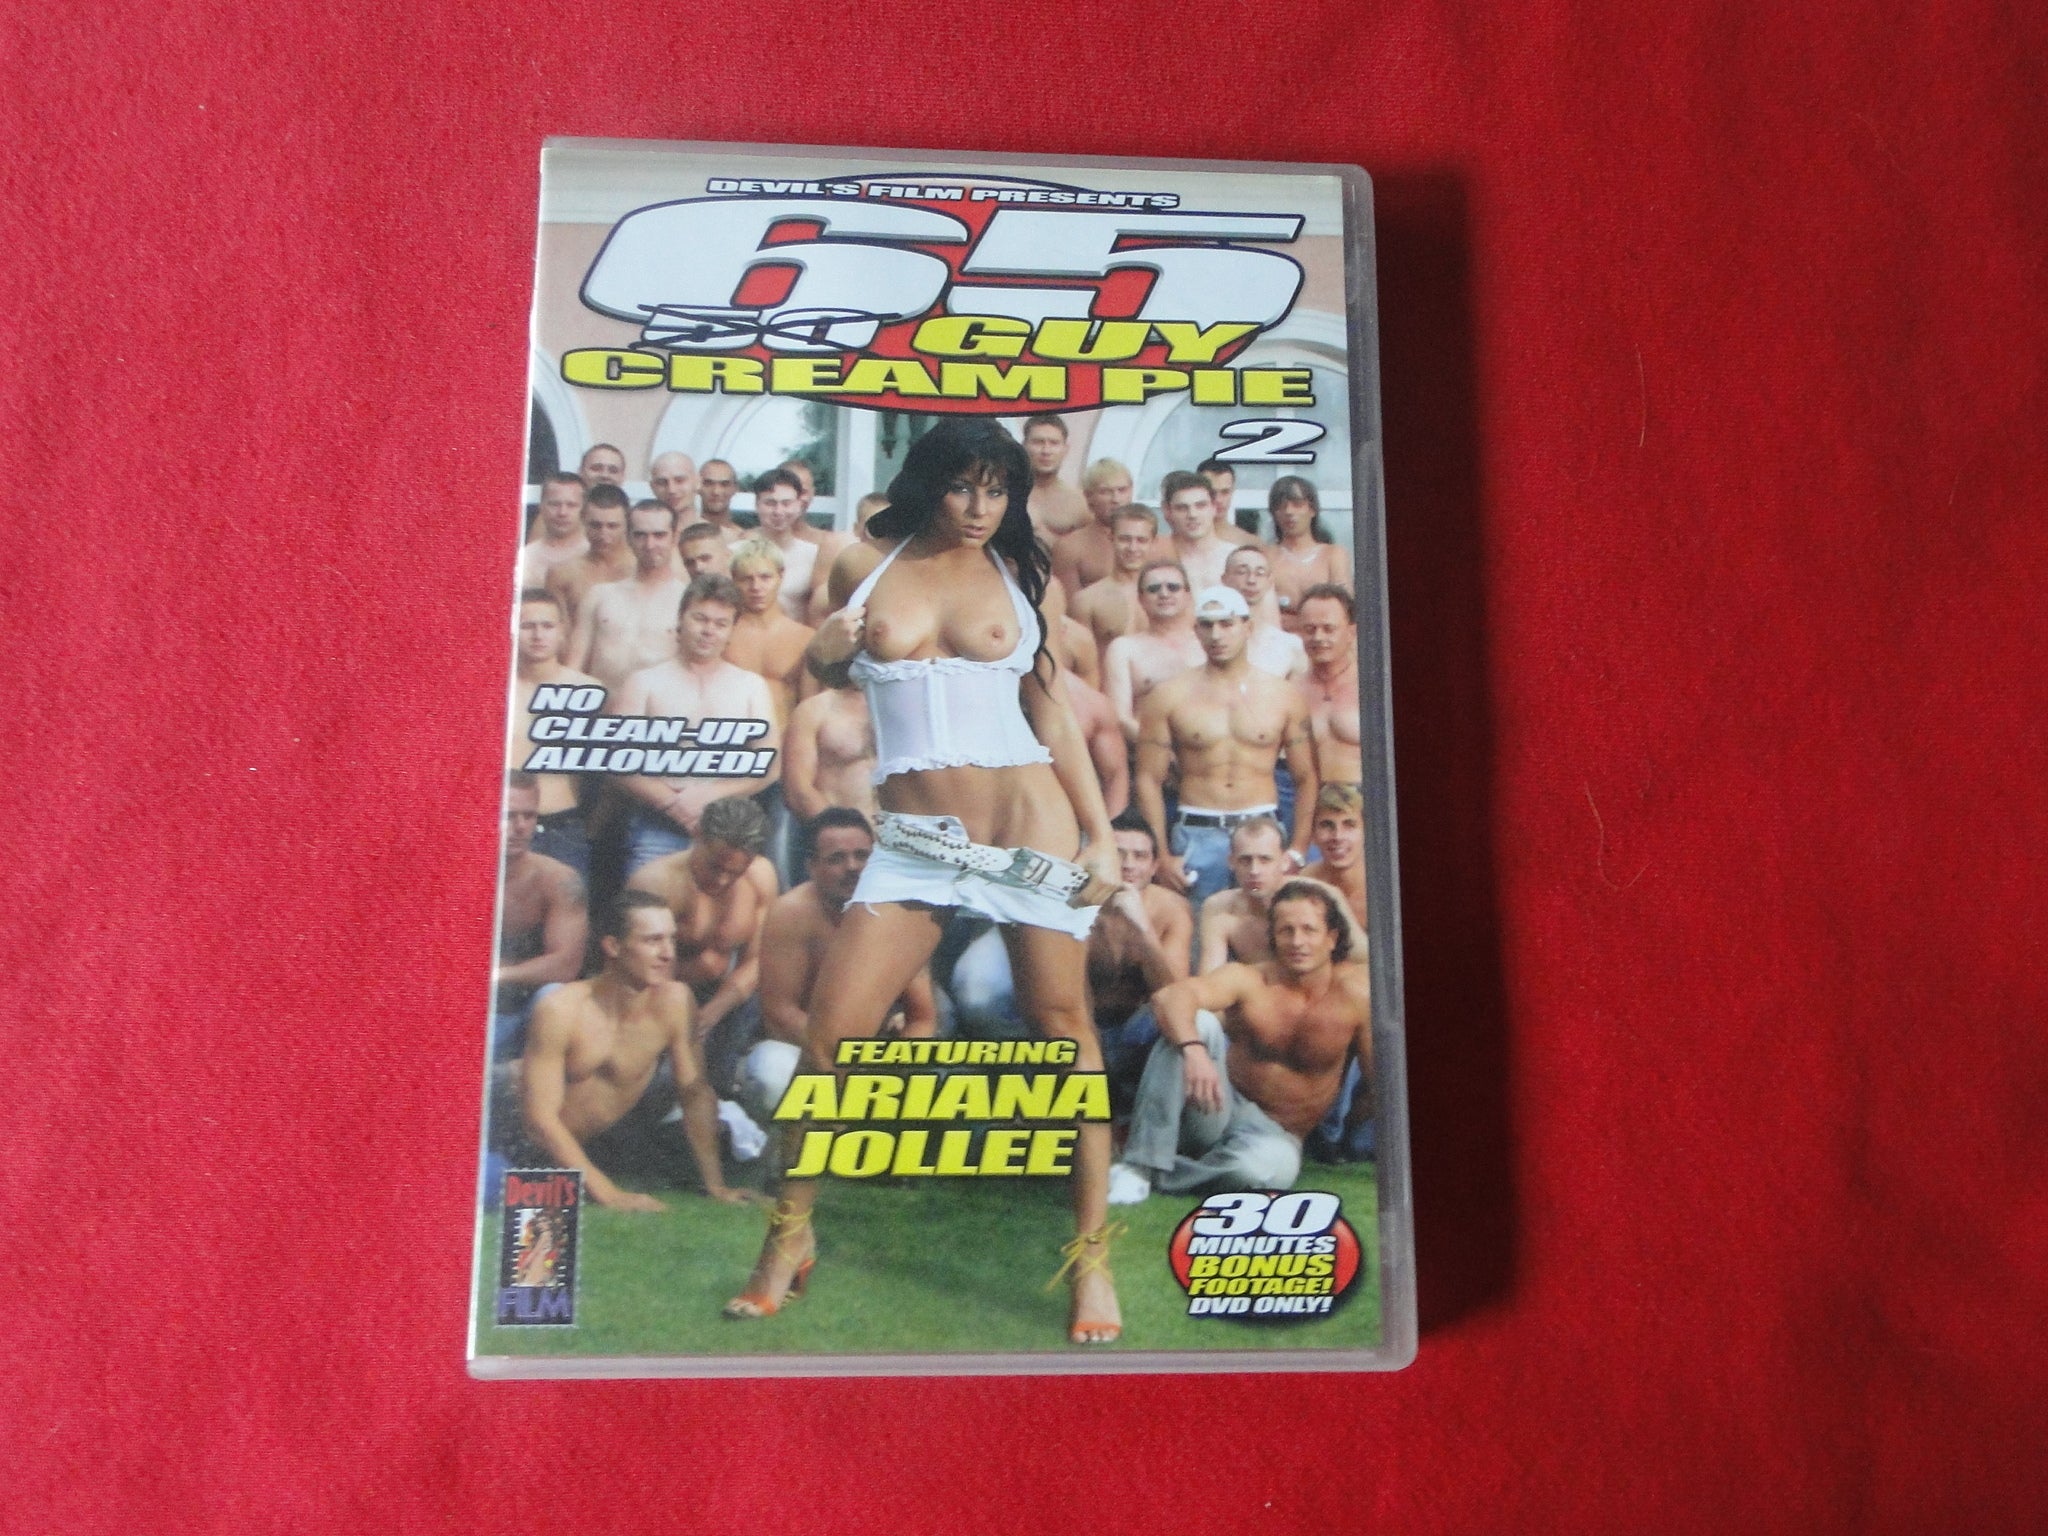 DEVIL'S FILM PRESENTS
65
50 GUY
CREAM PIE
2
NO
CLEAN-UP
ALLOWED!
FEATURING
ARIANA
JOLLEE
Devil's
FILM
30
MINUTES
BONUS
FOOTAGE!
DVD ONLY!